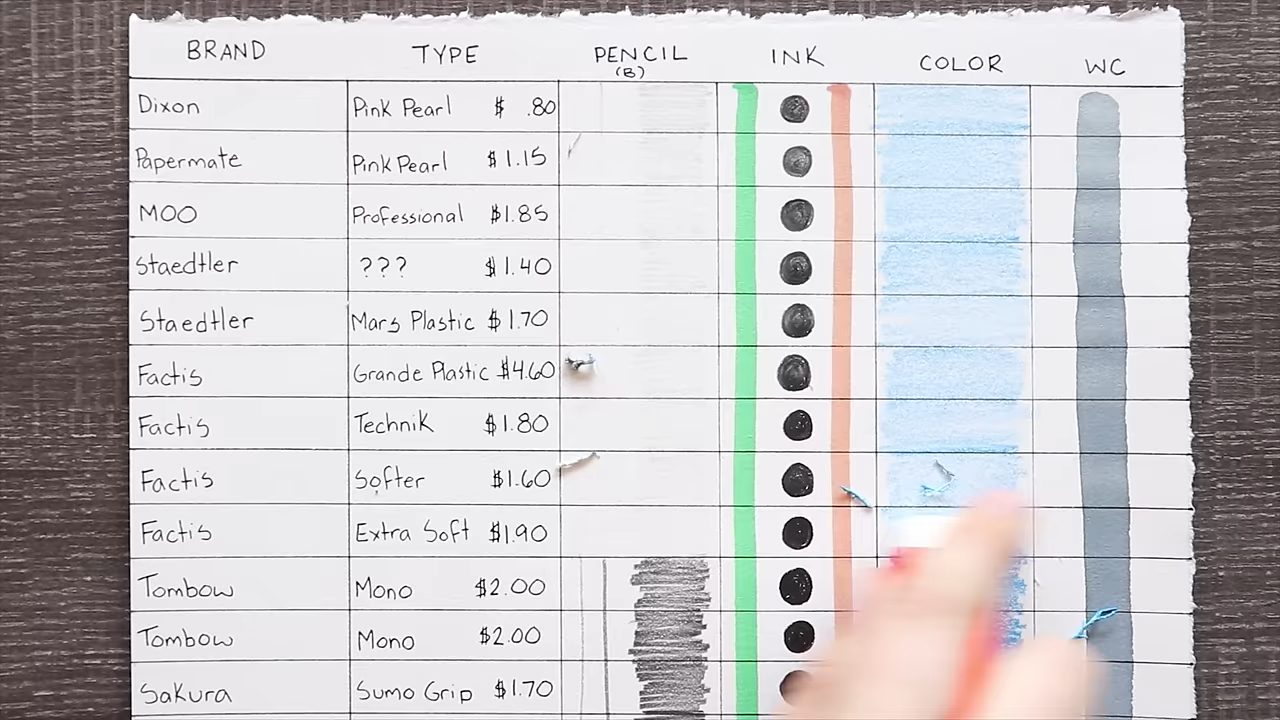 BRAND TYPE PENCIL INK COLOR WC
(B)
Dixon Pink Pearl $ .80
Papermate Pink Pearl $1.15
MOO Professional $1.85
Staedtler ??? $1.40
Staedtler Mars Plastic $1.70
Factis Grande Plastic $4.60
Factis Technik $1.80
Factis Softer $1.60
Factis Extra Soft $1.90
Tombow Mono $2.00
Tombow Mono $2.00
Sakura Sumo Grip $1.70